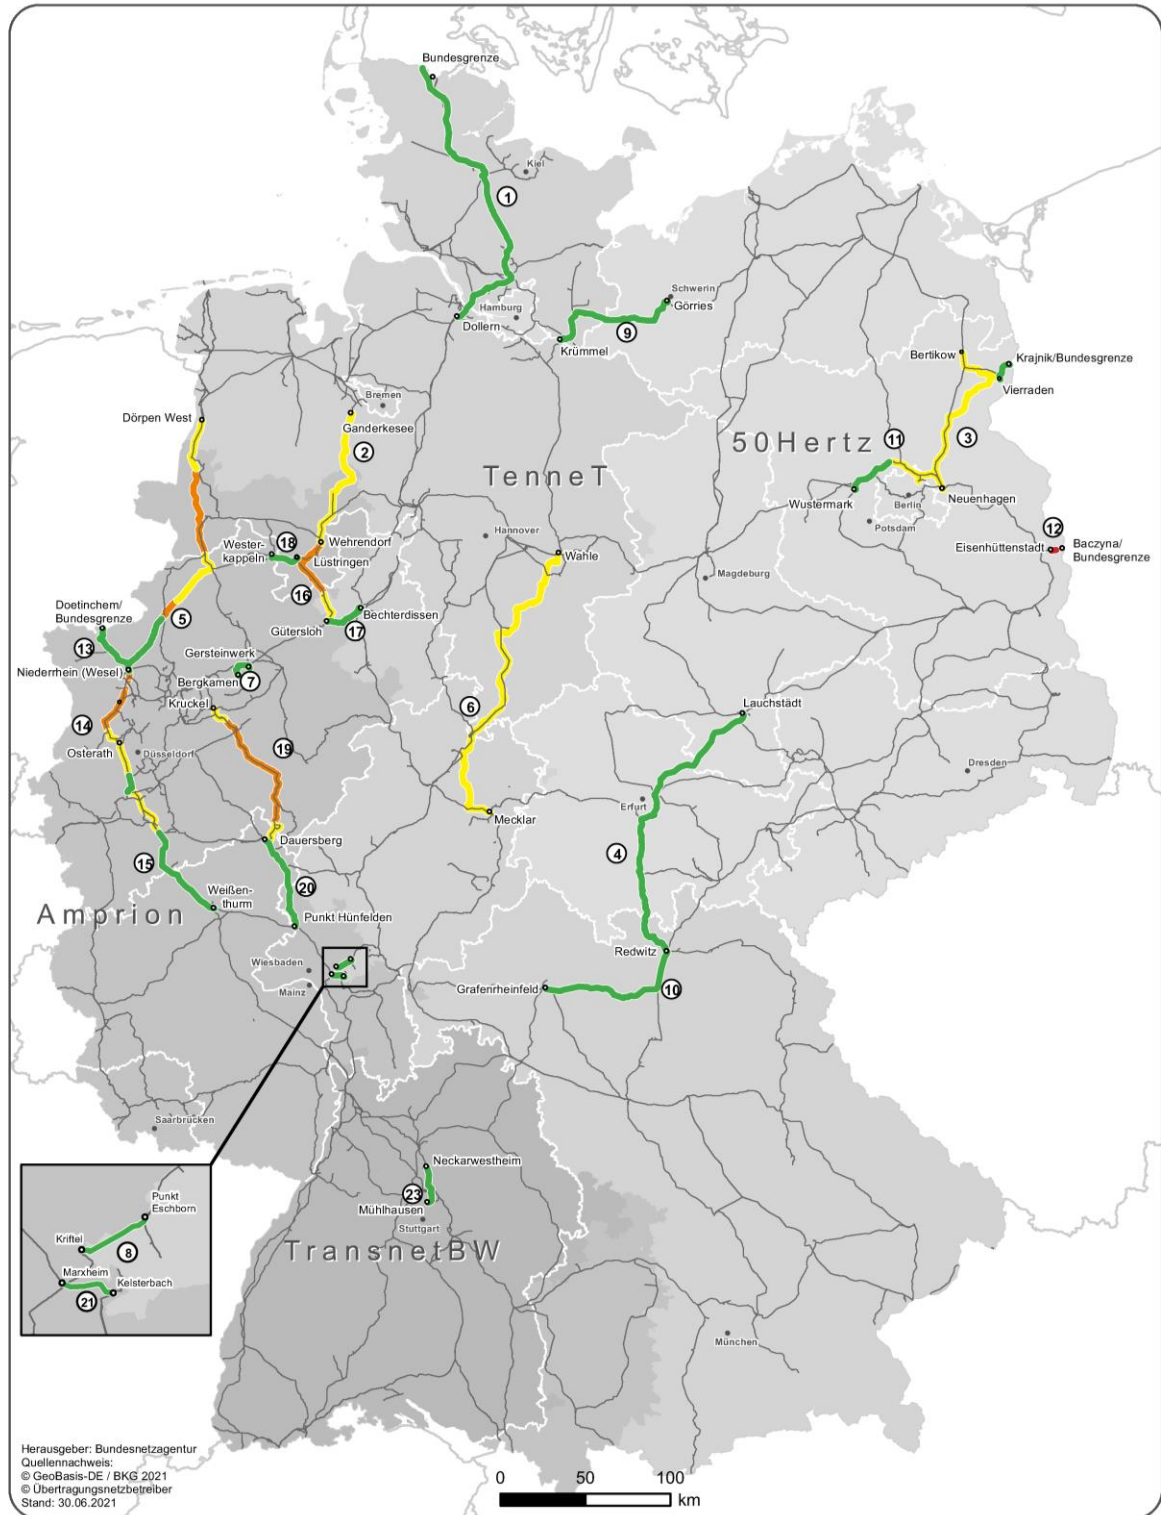 Bundesgrenze
Kiel
1
Schwerin
Görries
Hamburg
Dollern
9
Krümmel
Bertikow
Krajnik/Bundesgrenze
Vierraden
Bremen
Dörpen West
Ganderkesee
2
50Hertz
11
3
TenneT
Wustermark
Neuenhagen
Berlin
Potsdam
Hannover
Wehrendorf
18
Wester-
kappeln
Lüstringen
Wahle
12
Eisenhüttenstadt
Baczyna/
Bundesgrenze
Magdeburg
16
Doetinchem/
Bundesgrenze
5
Bechterdissen
Gütersloh
17
13
Gersteinwerk
Niederrhein (Wesel)
Bergkamen
7
Kruckel
6
Lauchstädt
14
19
Osterath
Düsseldorf
Dresden
Erfurt
Mecklar
Dauersberg
15
4
20
Weißen-
thurm
Amprion
Punkt Hünfelden
Redwitz
Wiesbaden
Mainz
Grafenrheinfeld
10
Saarbrücken
Neckarwestheim
23
Mühlhausen
Stuttgart
TransnetBW
Punkt
Eschborn
Kriftel
8
Marxheim
Kelsterbach
21
München
Herausgeber: Bundesnetzagentur
Quellennachweis:
© GeoBasis-DE / BKG 2021
© Übertragungsnetzbetreiber
Stand: 30.06.2021
0 50 100
km